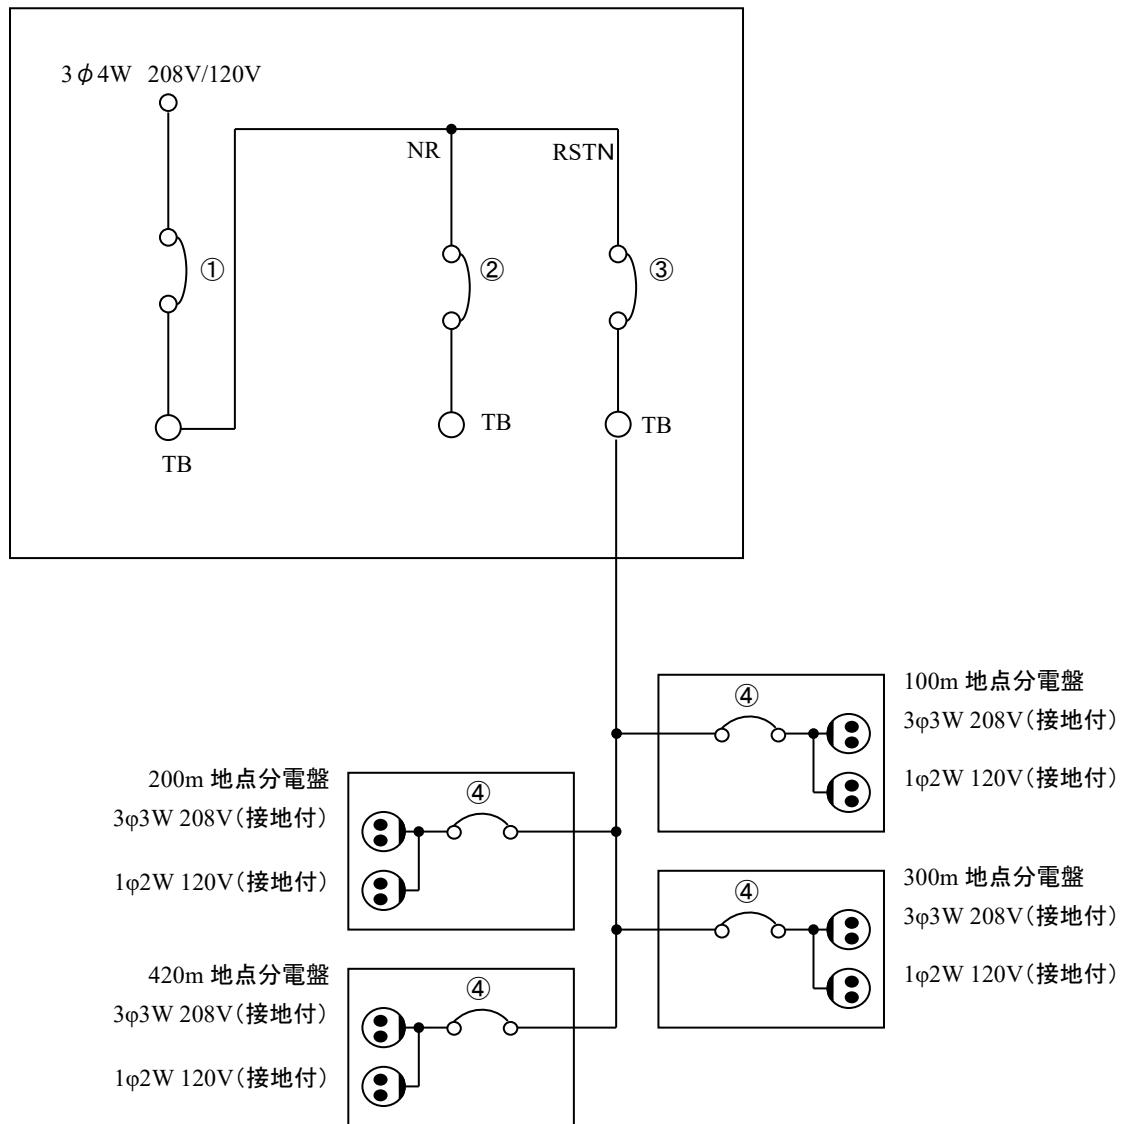 3φ4W 208V/120V
NR
RSTN
①
②
③
TB
TB
TB
100m 地点分電盤
④
3φ3W 208V(接地付)
1φ2W 120V(接地付)
200m 地点分電盤
④
3φ3W 208V(接地付)
1φ2W 120V(接地付)
300m 地点分電盤
④
3φ3W 208V(接地付)
1φ2W 120V(接地付)
420m 地点分電盤
④
3φ3W 208V(接地付)
1φ2W 120V(接地付)